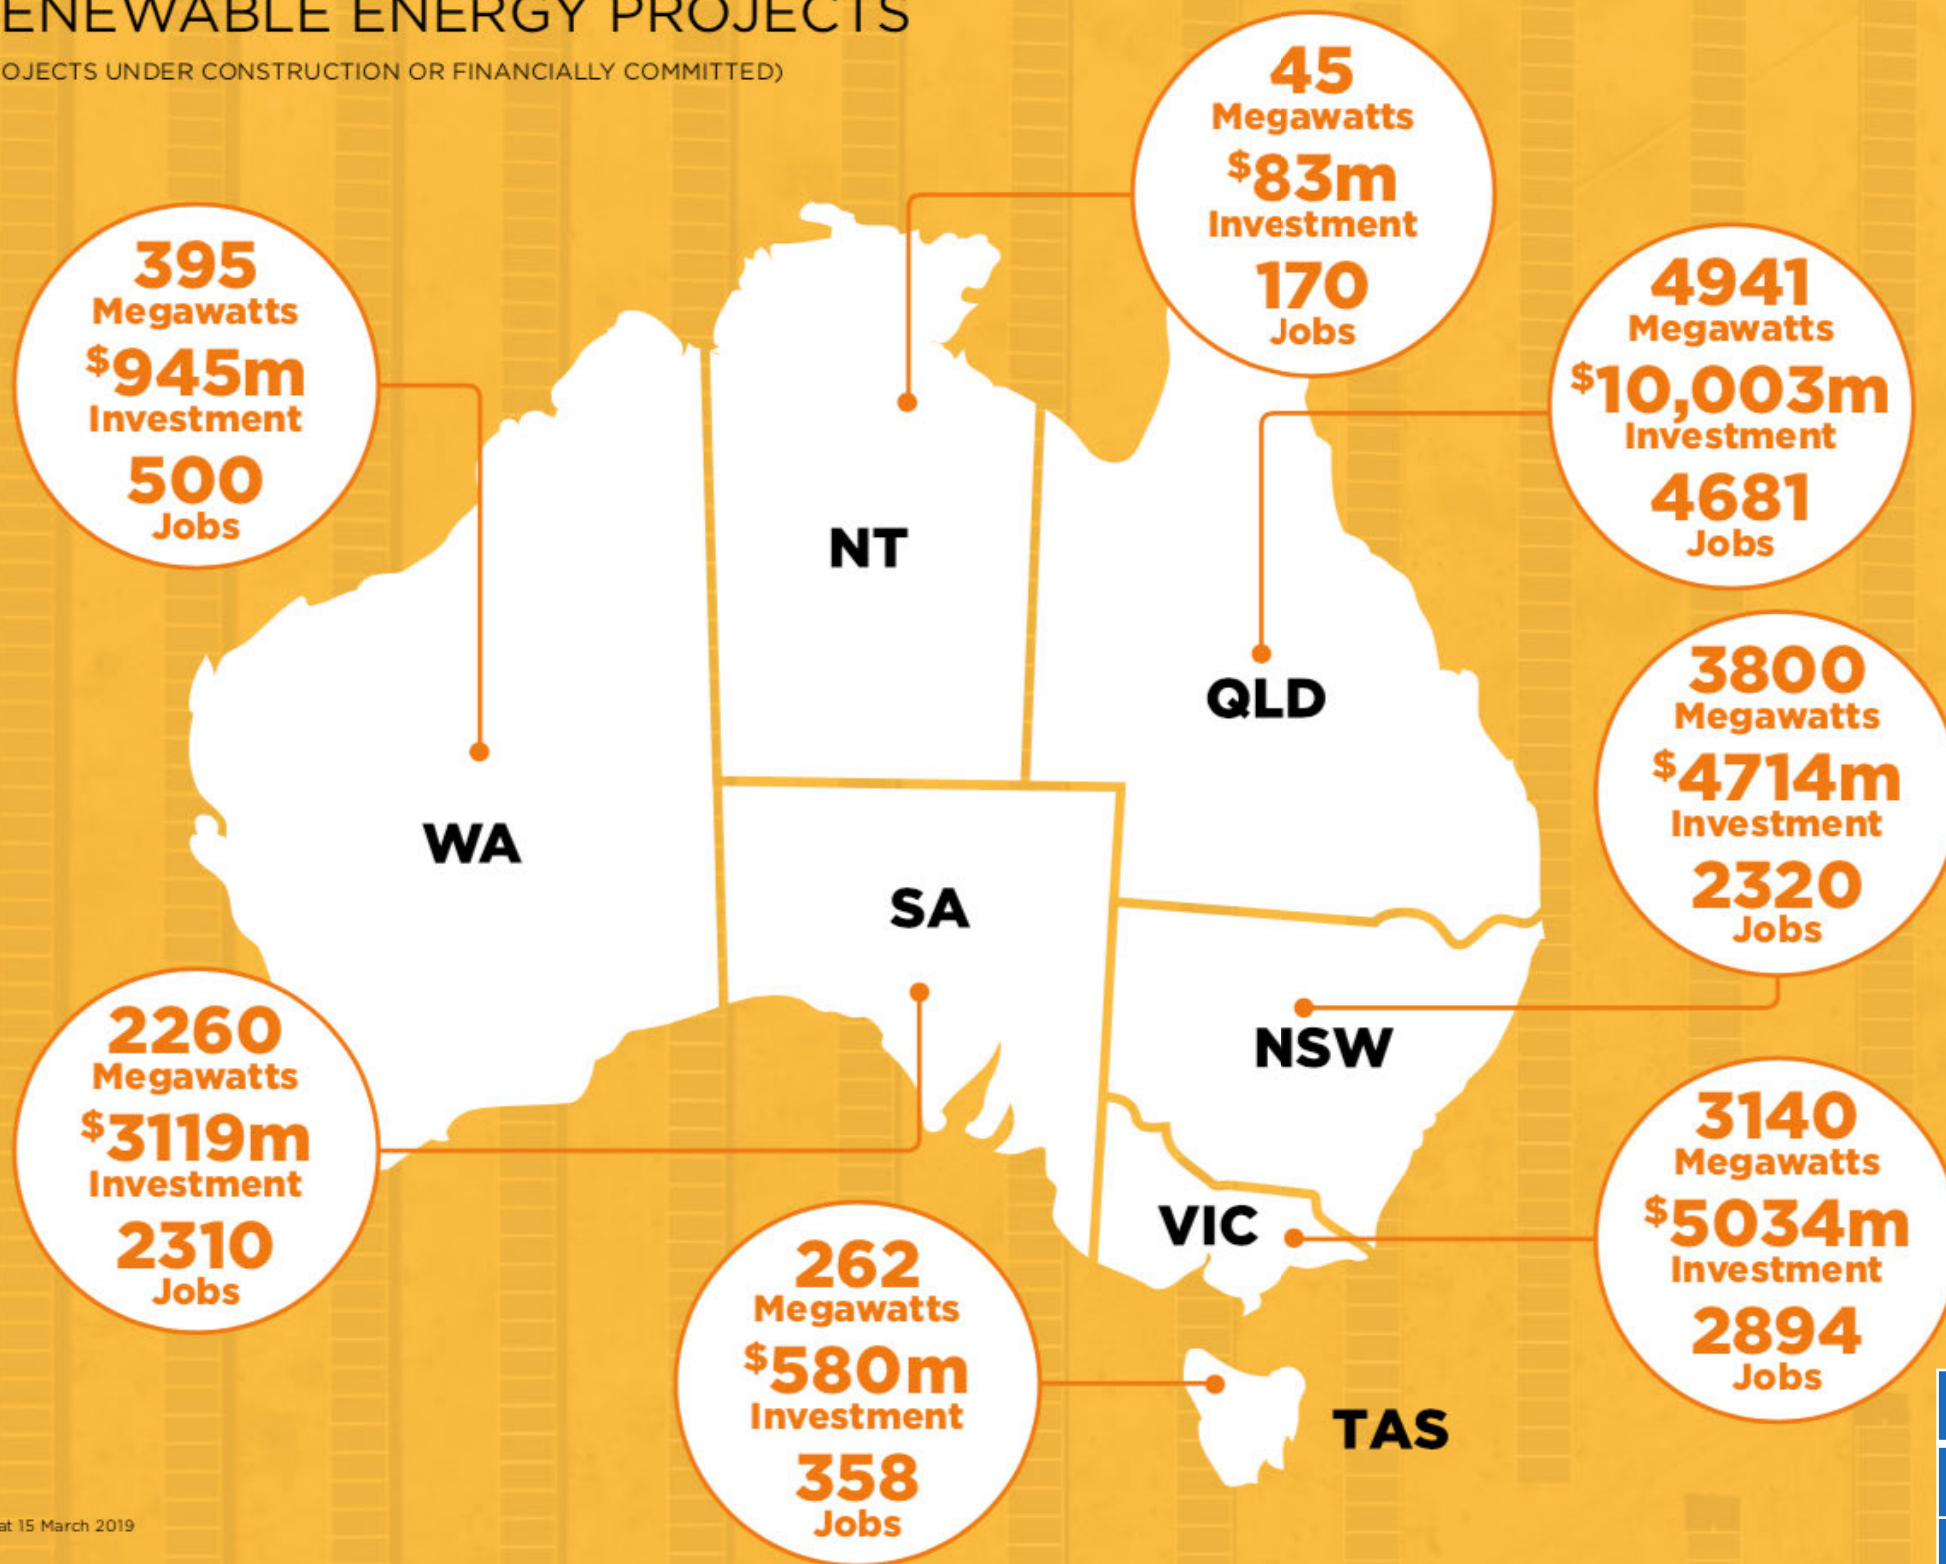 ENEWABLE ENERGY PROJECTS
OJECTS UNDER CONSTRUCTION OR FINANCIALLY COMMITTED)
45
Megawatts
$83m
Investment
170
Jobs
395
Megawatts
$945m
Investment
500
Jobs
4941
Megawatts
$10,003m
Investment
4681
Jobs
NT
QLD
3800
Megawatts
$4714m
Investment
2320
Jobs
WA
SA
NSW
2260
Megawatts
$3119m
Investment
2310
Jobs
3140
Megawatts
$5034m
Investment
2894
Jobs
VIC
262
Megawatts
$580m
Investment
358
Jobs
TAS
at 15 March 2019